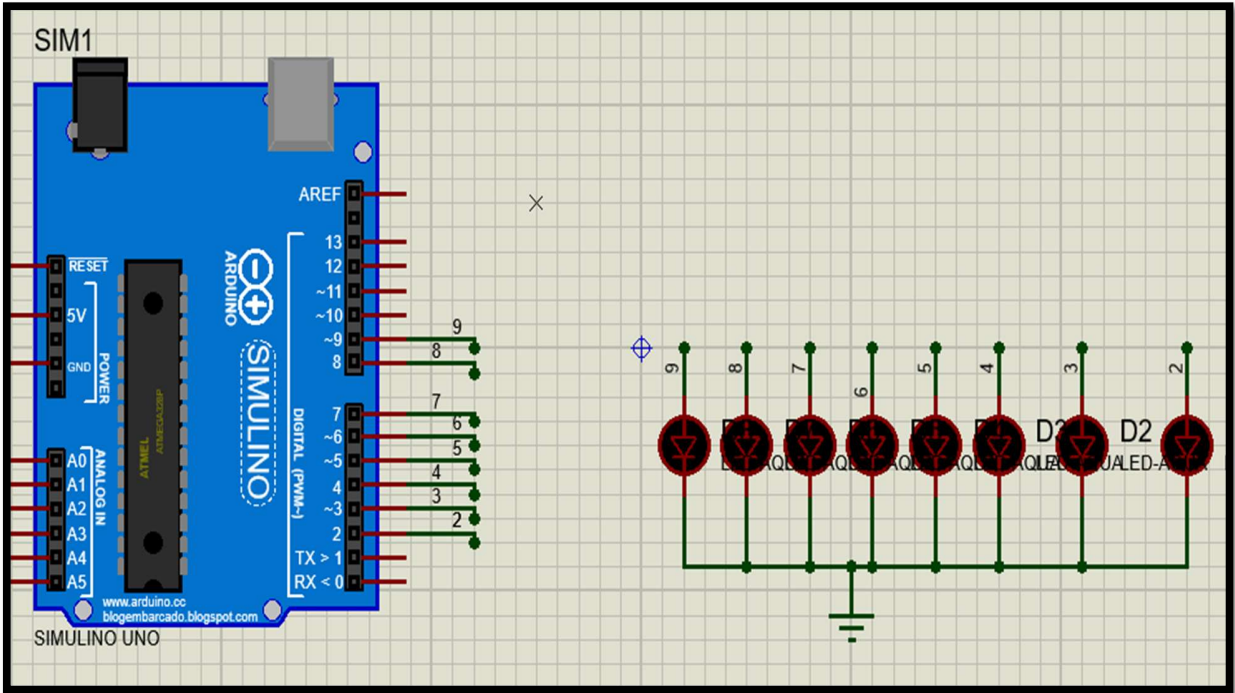 SIM1
AREF
13
12
~11
~10
~9
8
7
~6
~5
4
~3
2
TX > 1
RX < 0
RESET
5V
GND
POWER
A0
A1
A2
A3
A4
A5
ANALOG IN
ATMEL
ATMEGA328P
ARDUINO
SIMULINO
DIGITAL (PWM~)
www.arduino.cc
blogembarcado.blogspot.com
SIMULINO UNO
9
8
7
6
5
4
3
2
9
8
7
6
5
4
3
2
D2